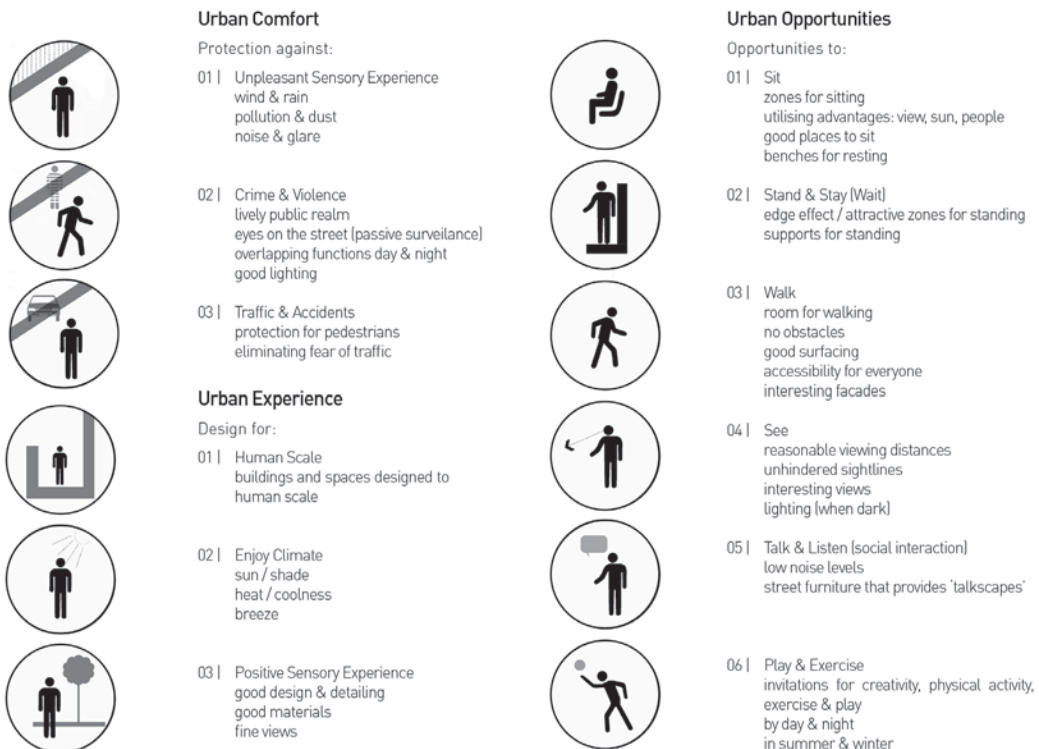 Urban Comfort
Protection against:
01 | Unpleasant Sensory Experience
wind & rain
pollution & dust
noise & glare
02 | Crime & Violence
lively public realm
eyes on the street (passive surveilance)
overlapping functions day & night
good lighting
03 | Traffic & Accidents
protection for pedestrians
eliminating fear of traffic
Urban Experience
Design for:
01 | Human Scale
buildings and spaces designed to
human scale
02 | Enjoy Climate
sun / shade
heat / coolness
breeze
03 | Positive Sensory Experience
good design & detailing
good materials
fine views
Urban Opportunities
Opportunities to:
01 | Sit
zones for sitting
utilising advantages: view, sun, people
good places to sit
benches for resting
02 | Stand & Stay (Wait)
edge effect / attractive zones for standing
supports for standing
03 | Walk
room for walking
no obstacles
good surfacing
accessibility for everyone
interesting facades
04 | See
reasonable viewing distances
unhindered sightlines
interesting views
lighting (when dark)
05 | Talk & Listen (social interaction)
low noise levels
street furniture that provides 'talkscapes'
06 | Play & Exercise
invitations for creativity, physical activity,
exercise & play
by day & night
in summer & winter